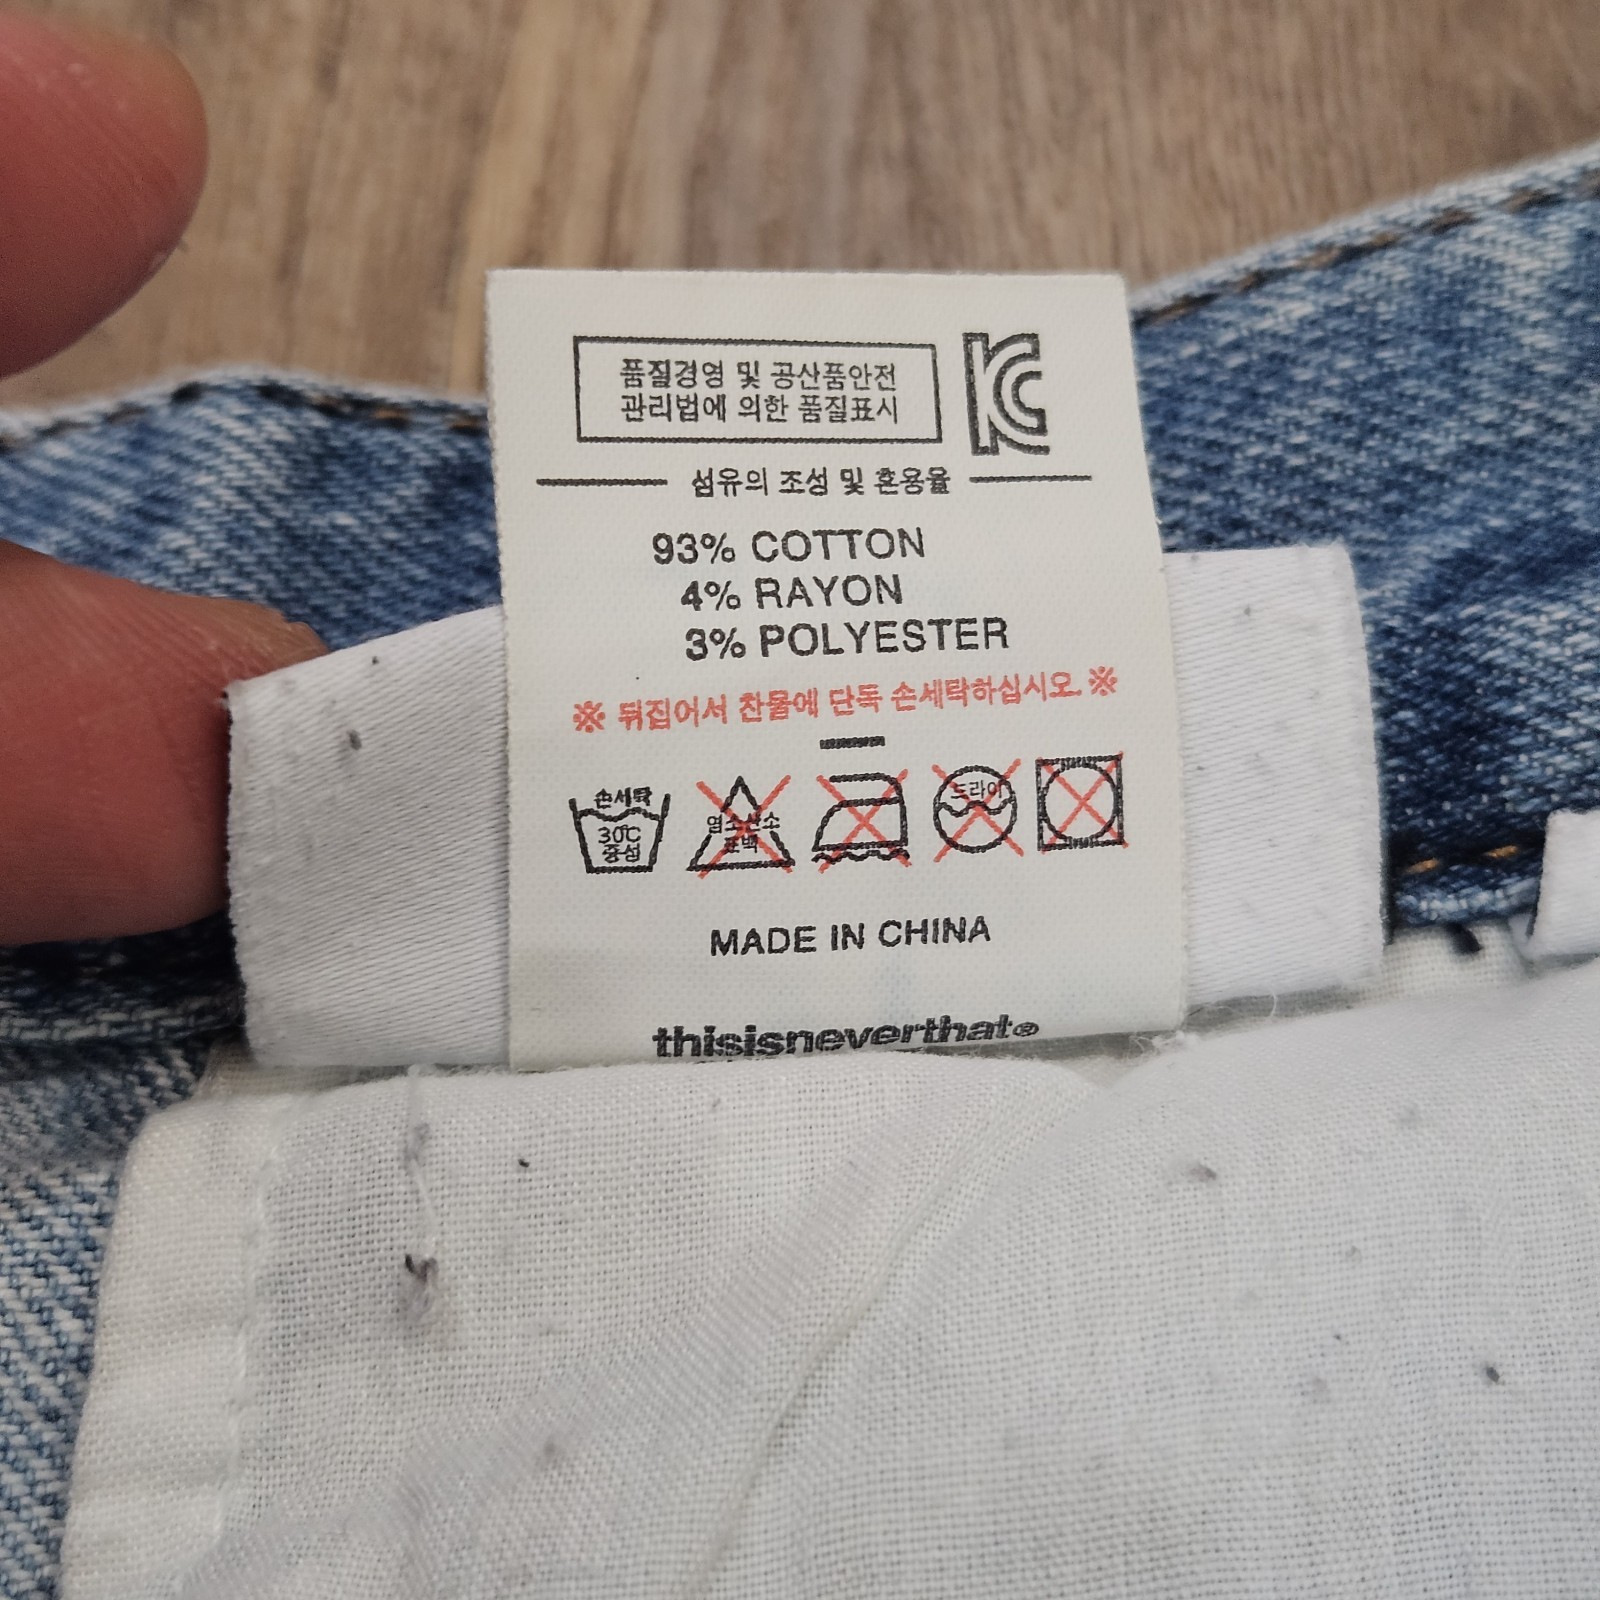 품질경영 및 공산품안전
관리법에 의한 품질표시
KC
섬유의 조성 및 혼용율
93% COTTON
4% RAYON
3% POLYESTER
※ 뒤집어서 찬물에 단독 손세탁하십시오. ※
손세탁
30℃
중성
염소산소
표백
드라이
MADE IN CHINA
thisisneverthat®